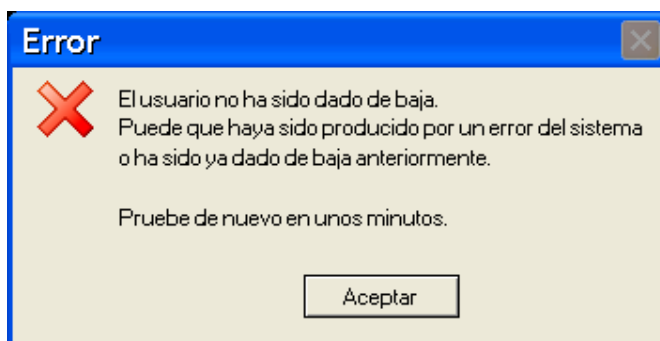 Error
El usuario no ha sido dado de baja.
Puede que haya sido producido por un error del sistema
o ha sido ya dado de baja anteriormente.
Pruebe de nuevo en unos minutos.
Aceptar